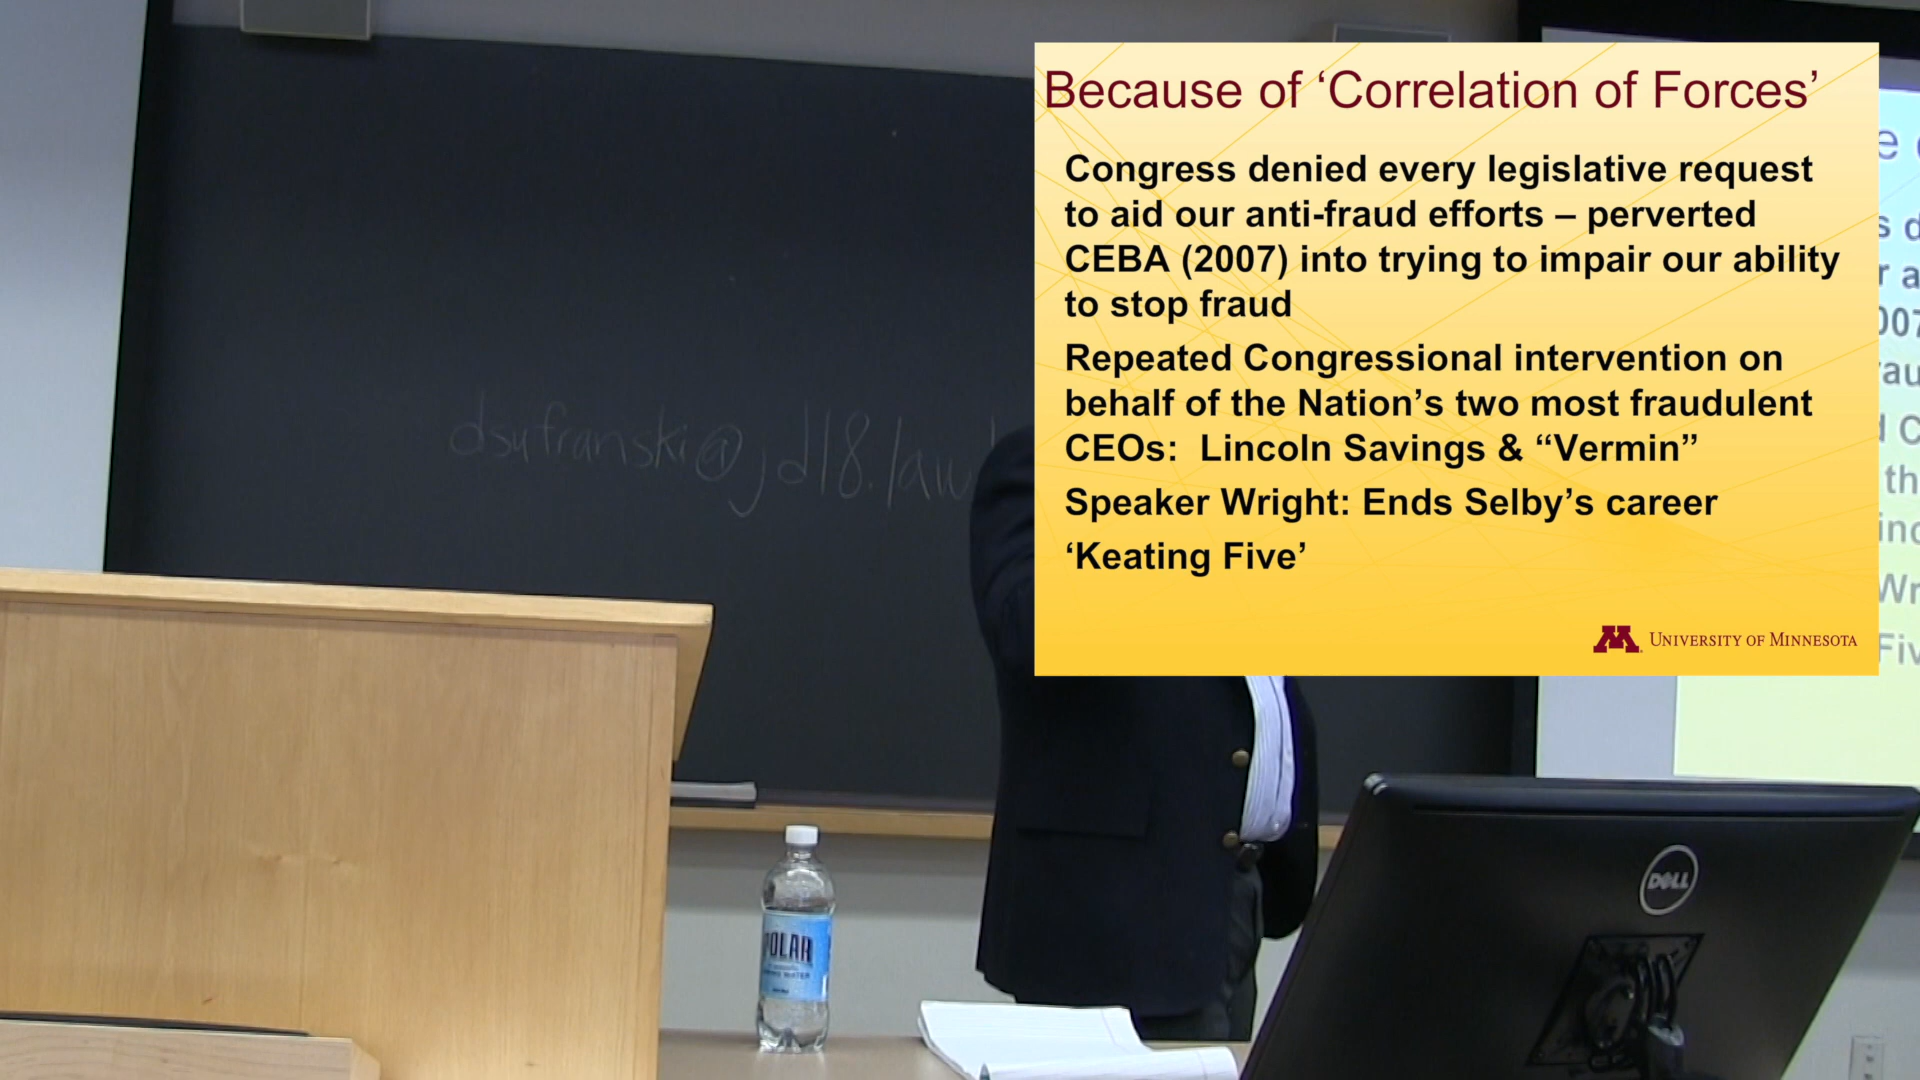 Because of ‘Correlation of Forces’
Congress denied every legislative request
to aid our anti-fraud efforts – perverted
CEBA (2007) into trying to impair our ability
to stop fraud
Repeated Congressional intervention on
behalf of the Nation’s two most fraudulent
CEOs: Lincoln Savings & “Vermin”
Speaker Wright: Ends Selby’s career
‘Keating Five’
UNIVERSITY OF MINNESOTA
dsufranski@jd18.law
POLAR
DELL